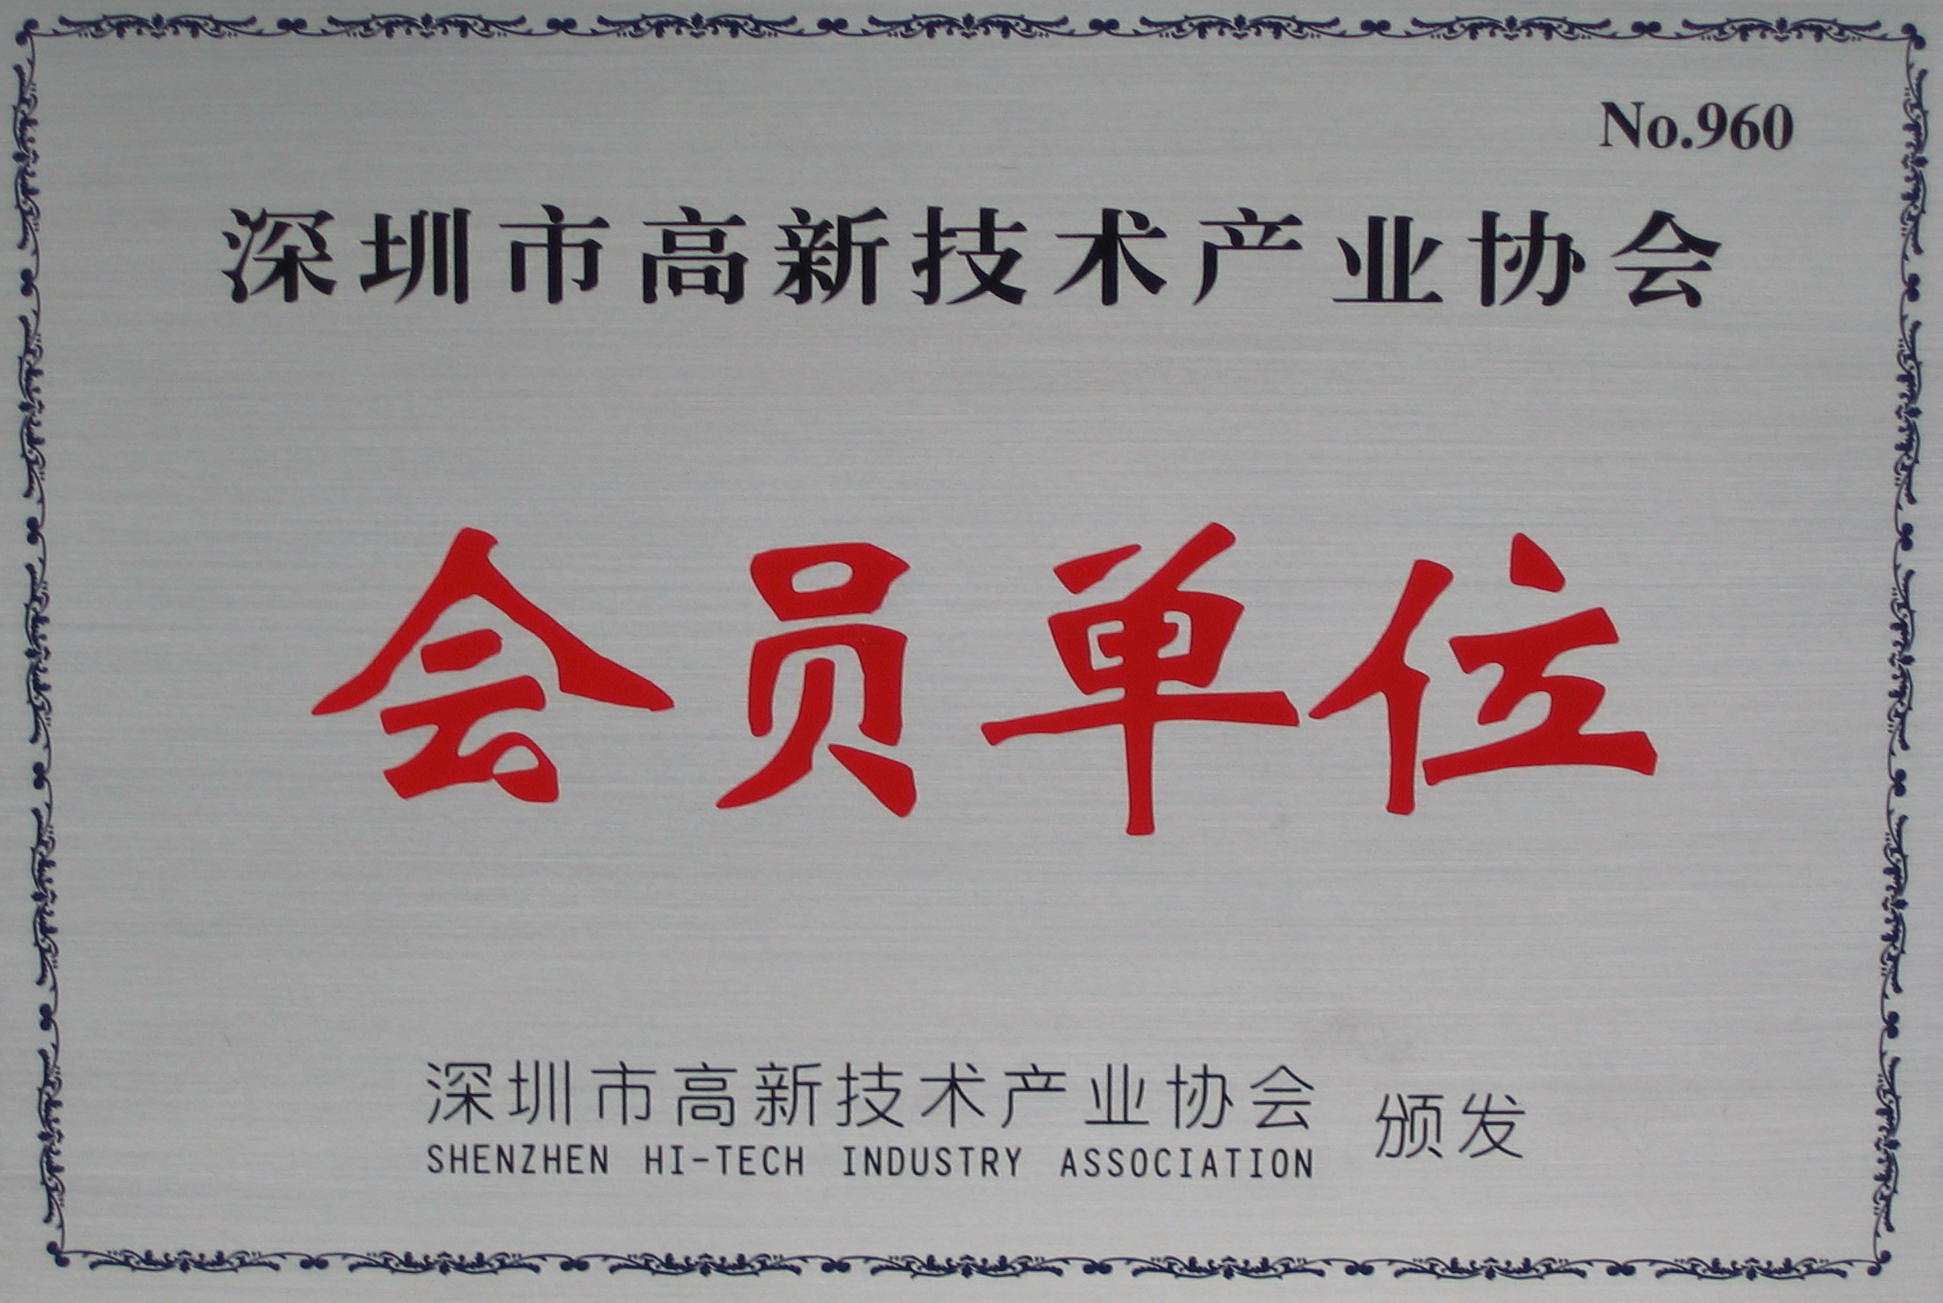 No.960
深圳市高新技术产业协会
会员单位
深圳市高新技术产业协会 颁发
SHENZHEN HI-TECH INDUSTRY ASSOCIATION